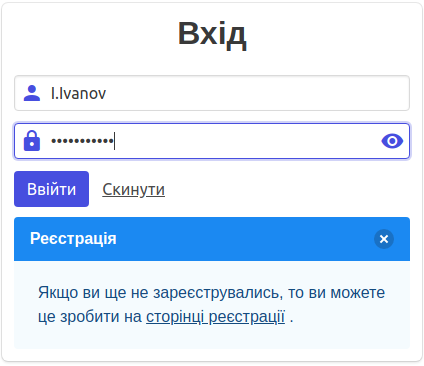 Вхід
I.Ivanov
•••••••••••
Ввійти Скинути
Реєстрація
Якщо ви ще не зареєструвались, то ви можете
це зробити на сторінці реєстрації .